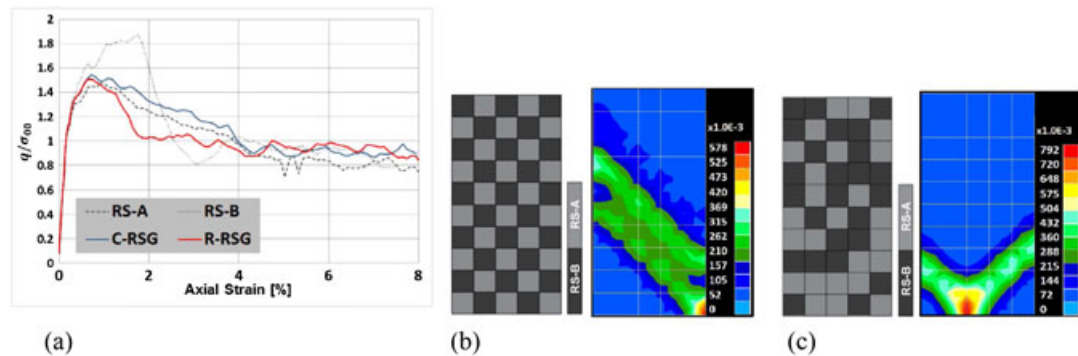 2
1.8
1.6
1.4
1.2
1
0.8
0.6
0.4
0.2
0
q/σ₀₀
RS-A
RS-B
C-RSG
R-RSG
0 2 4 6 8
Axial Strain [%]
(a)
RS-A
RS-B
x1.0E-3
578
525
473
420
369
315
262
210
157
105
52
0
(b)
RS-A
RS-B
x1.0E-3
792
720
648
576
504
432
360
288
215
144
72
0
(c)